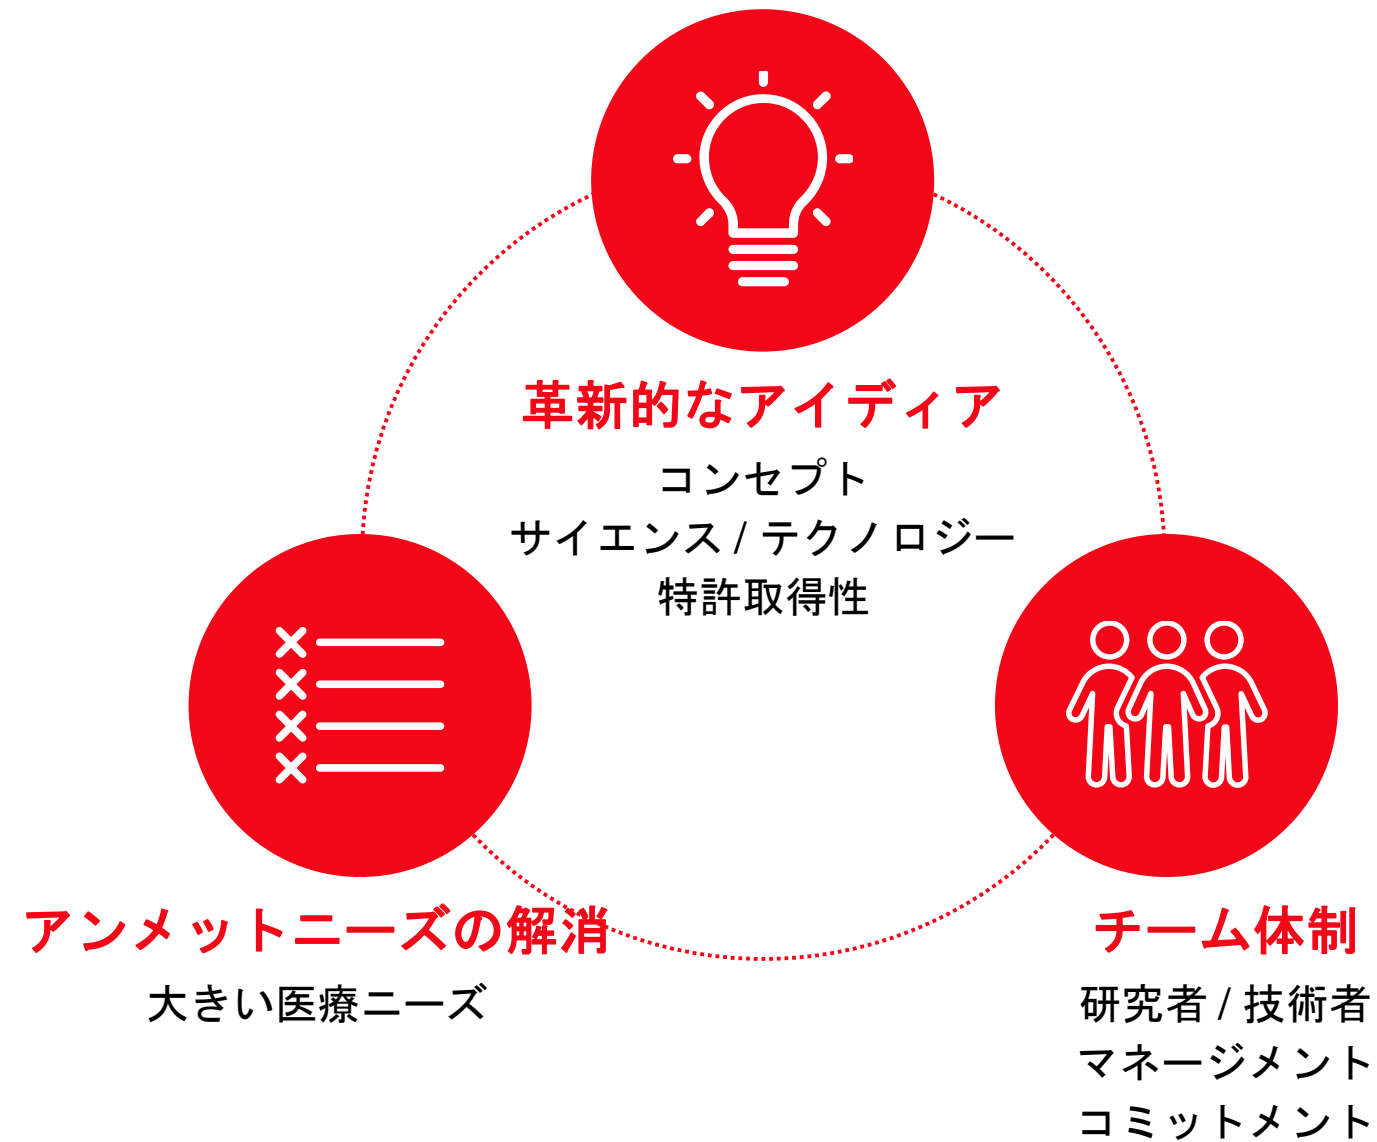 革新的なアイディア
コンセプト
サイエンス / テクノロジー
特許取得性
アンメットニーズの解消
大きい医療ニーズ
チーム体制
研究者 / 技術者
マネージメント
コミットメント